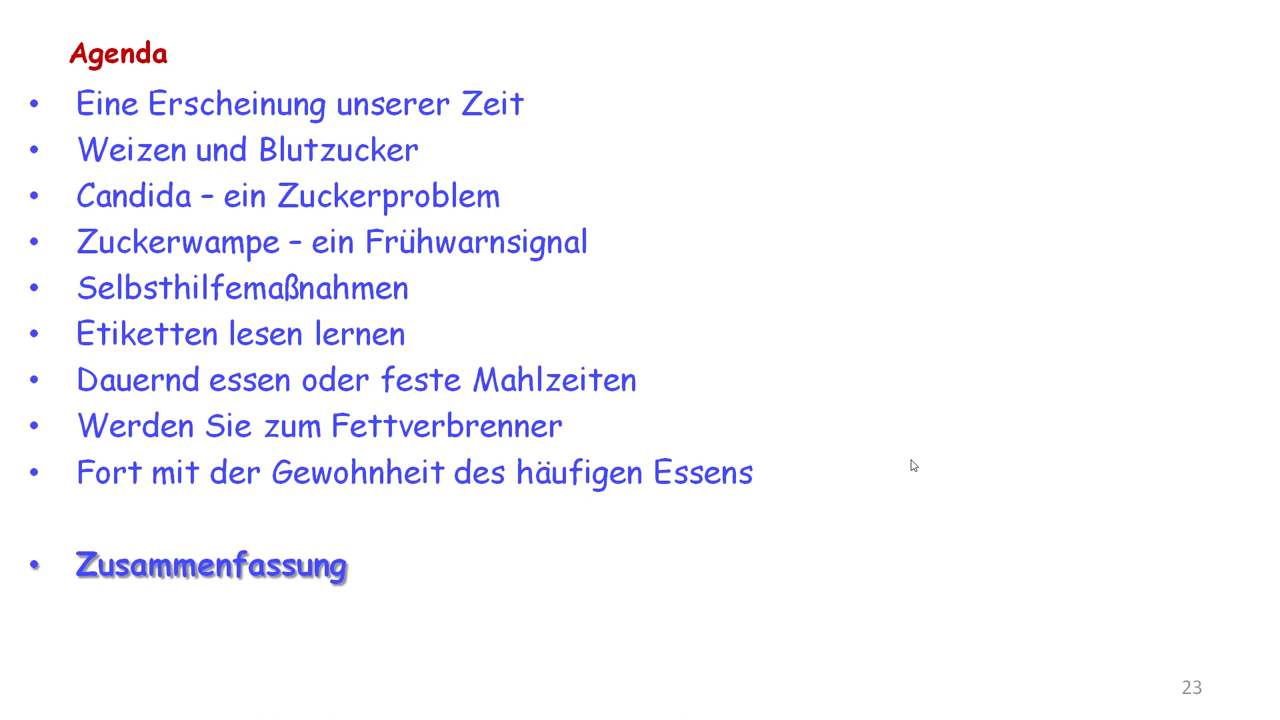 Agenda
• Eine Erscheinung unserer Zeit
• Weizen und Blutzucker
• Candida – ein Zuckerproblem
• Zuckerwampe – ein Frühwarnsignal
• Selbsthilfemaßnahmen
• Etiketten lesen lernen
• Dauernd essen oder feste Mahlzeiten
• Werden Sie zum Fettverbrenner
• Fort mit der Gewohnheit des häufigen Essens
• Zusammenfassung
23